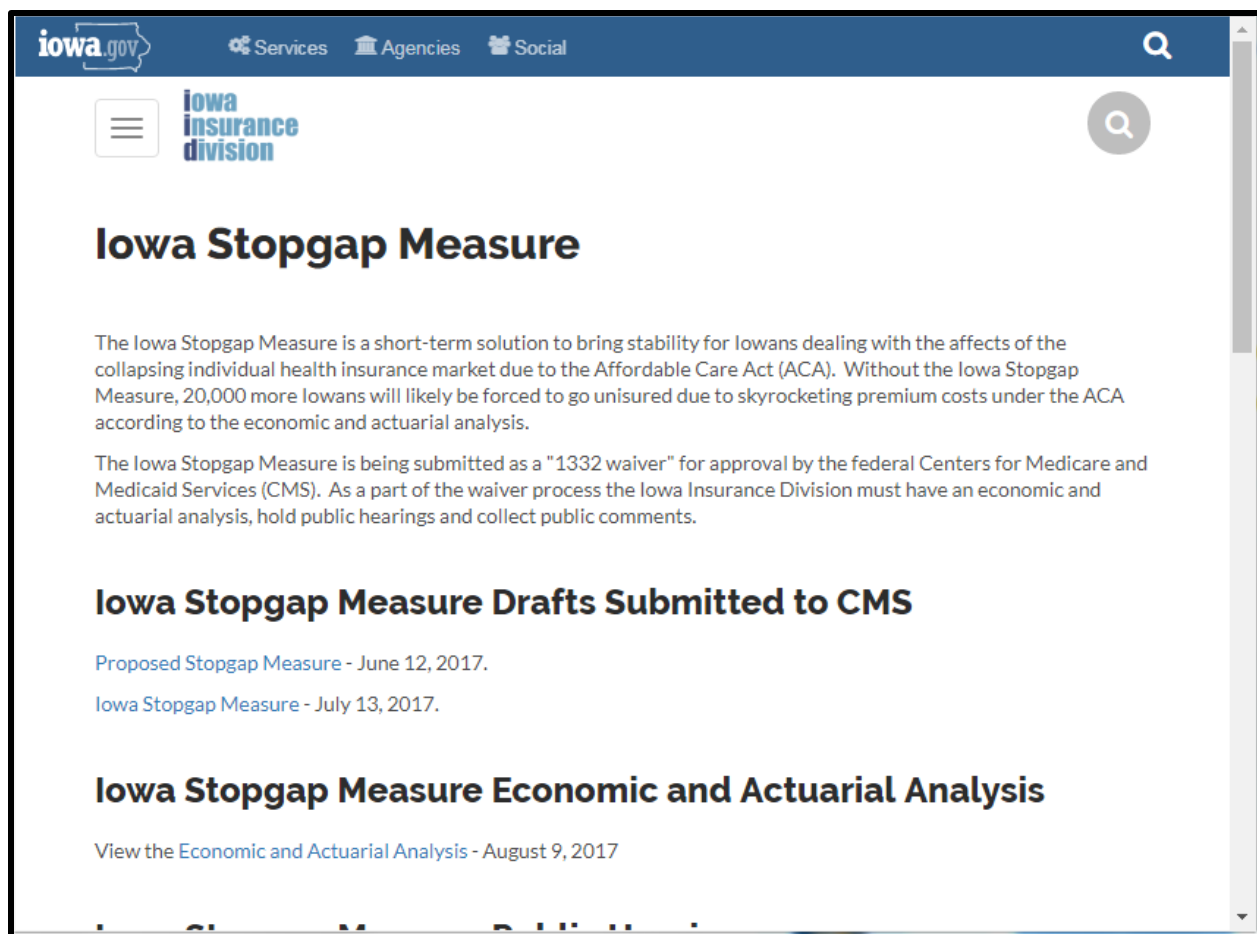 iowa.gov Services Agencies Social
iowa
insurance
division
Iowa Stopgap Measure
The Iowa Stopgap Measure is a short-term solution to bring stability for Iowans dealing with the affects of the
collapsing individual health insurance market due to the Affordable Care Act (ACA).  Without the Iowa Stopgap
Measure, 20,000 more Iowans will likely be forced to go unisured due to skyrocketing premium costs under the ACA
according to the economic and actuarial analysis.
The Iowa Stopgap Measure is being submitted as a "1332 waiver" for approval by the federal Centers for Medicare and
Medicaid Services (CMS).  As a part of the waiver process the Iowa Insurance Division must have an economic and
actuarial analysis, hold public hearings and collect public comments.
Iowa Stopgap Measure Drafts Submitted to CMS
Proposed Stopgap Measure - June 12, 2017.
Iowa Stopgap Measure - July 13, 2017.
Iowa Stopgap Measure Economic and Actuarial Analysis
View the Economic and Actuarial Analysis - August 9, 2017